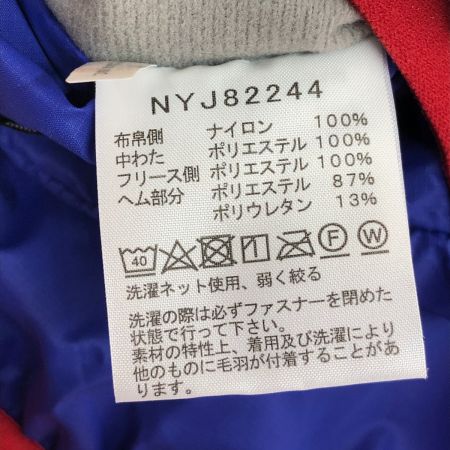 NYJ82244
布帛側 ナイロン 100%
中わた ポリエステル 100%
フリース側 ポリエステル 100%
ヘム部分 ポリエステル 87%
ポリウレタン 13%
40 F W
洗濯ネット使用、弱く絞る
洗濯の際は必ずファスナーを閉めた
状態で行って下さい。
素材の特性上、着用及び洗濯により
他のものに毛羽が付着することがあ
ります。